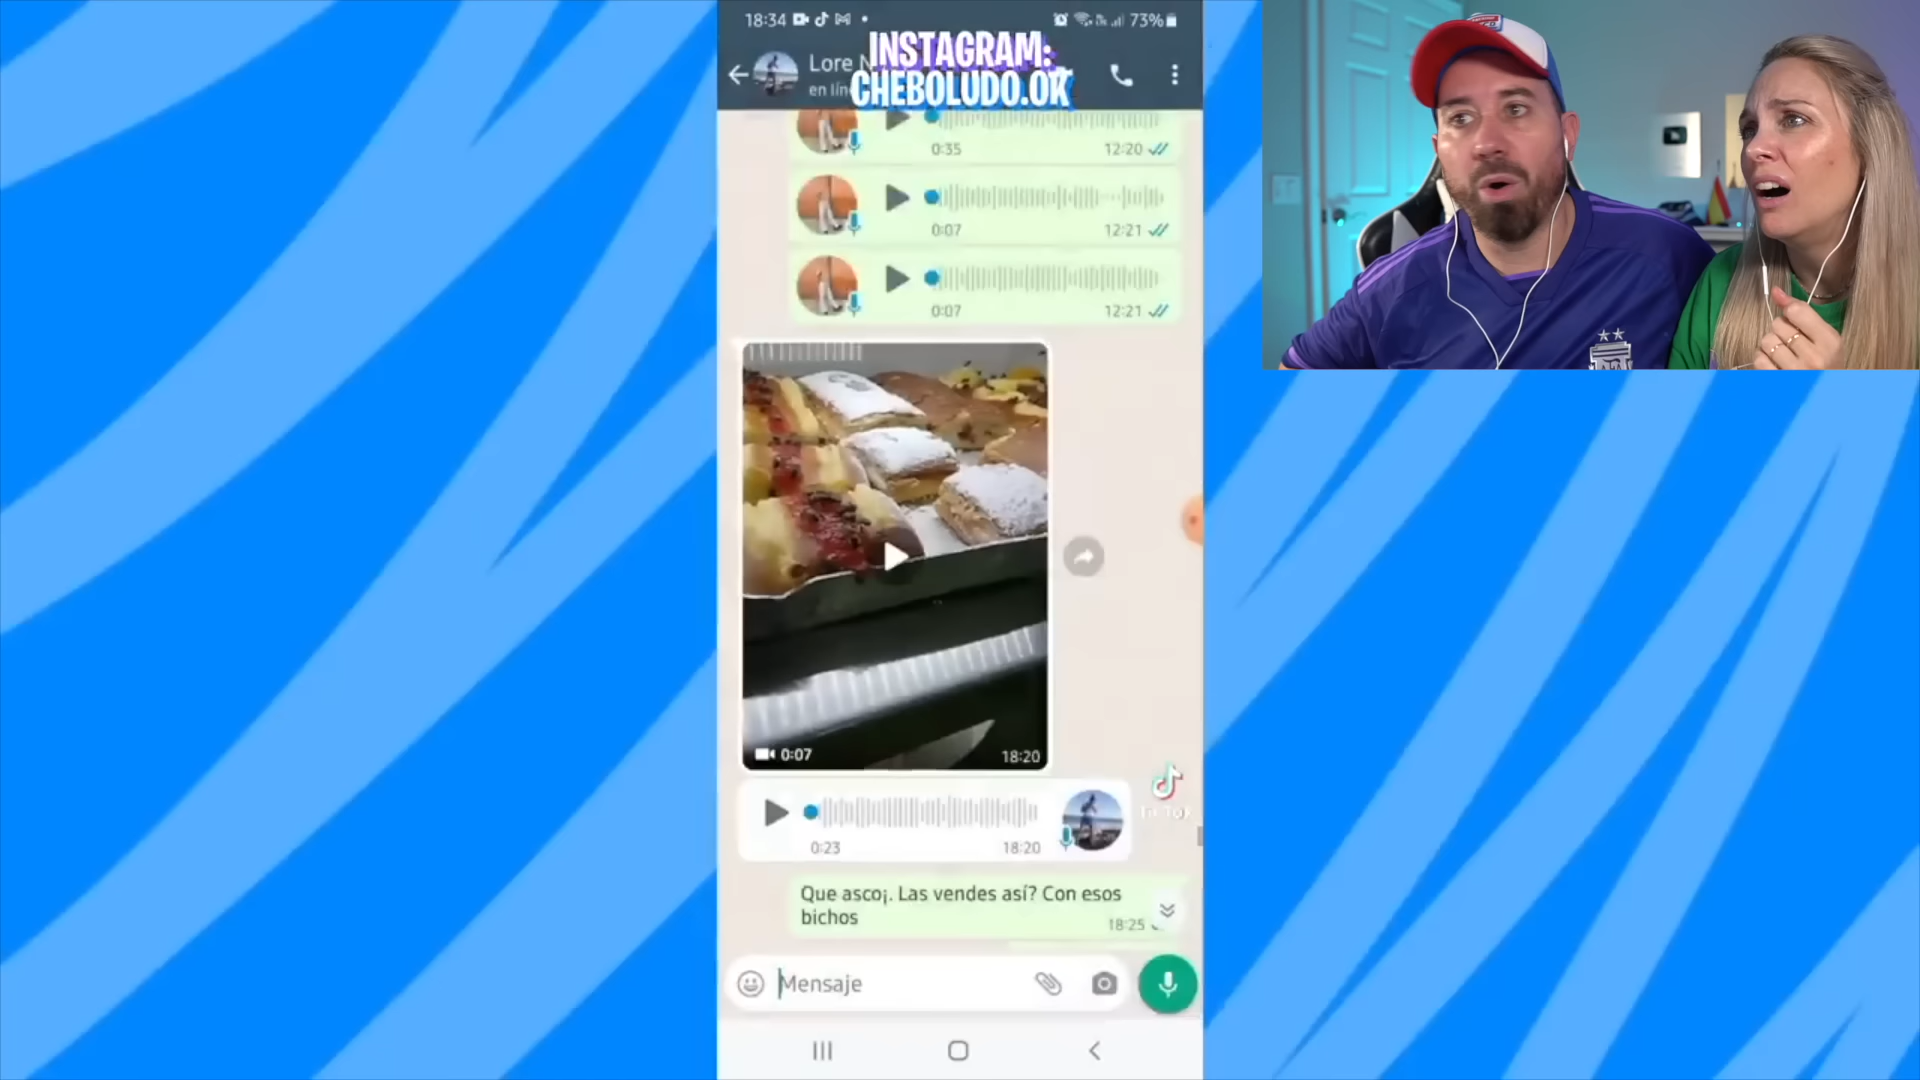 18:34
73%
INSTAGRAM:
CHEBOLUDO.OK
Lore
0:35 12:20
0:07 12:21
0:07 12:21
0:07 18:20
TikTok
0:23 18:20
Que asco¡. Las vendes así? Con esos
bichos
18:25
Mensaje